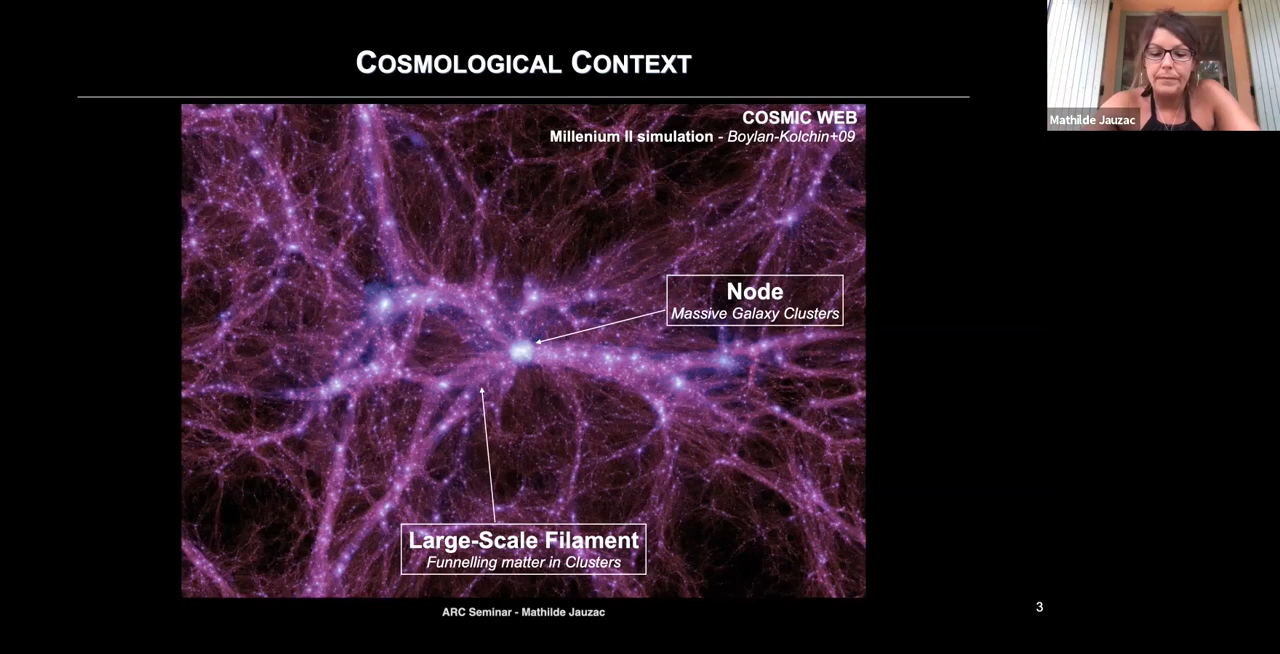 COSMOLOGICAL CONTEXT
Mathilde Jauzac
COSMIC WEB
Millenium II simulation - Boylan-Kolchin+09
Node
Massive Galaxy Clusters
Large-Scale Filament
Funnelling matter in Clusters
ARC Seminar - Mathilde Jauzac
3